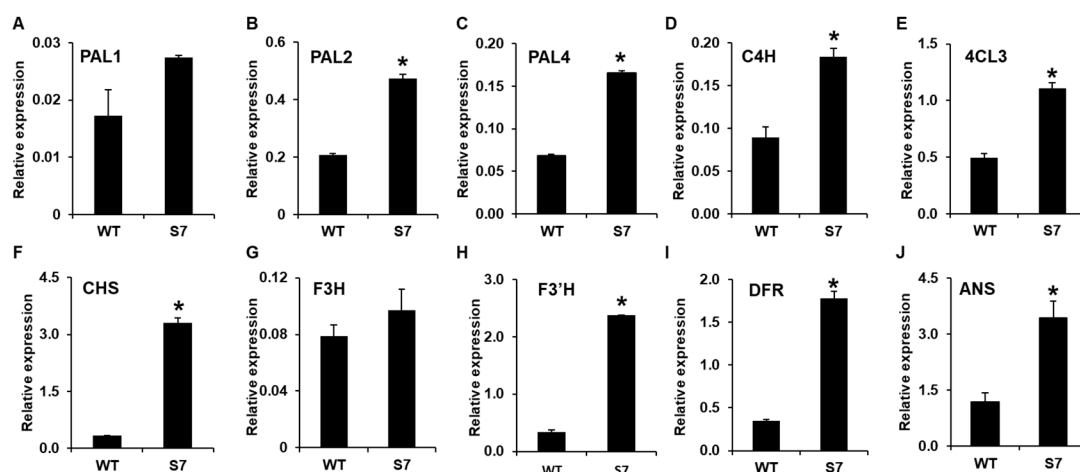 A
Relative expression
0.03
0.02
0.01
0
PAL1
WT S7
B
Relative expression
0.6
0.4
0.2
0
PAL2
*
WT S7
C
Relative expression
0.20
0.15
0.10
0.05
0.00
PAL4
*
WT S7
D
Relative expression
0.20
0.15
0.10
0.05
0.00
C4H
*
WT S7
E
Relative expression
1.5
1.0
0.5
0.0
4CL3
*
WT S7
F
Relative expression
4.5
3.0
1.5
0.0
CHS
*
WT S7
G
Relative expression
0.12
0.08
0.04
0
F3H
WT S7
H
Relative expression
3.0
2.0
1.0
0.0
F3’H
*
WT S7
I
Relative expression
2.0
1.5
1.0
0.5
0.0
DFR
*
WT S7
J
Relative expression
4.5
3.0
1.5
0.0
ANS
*
WT S7